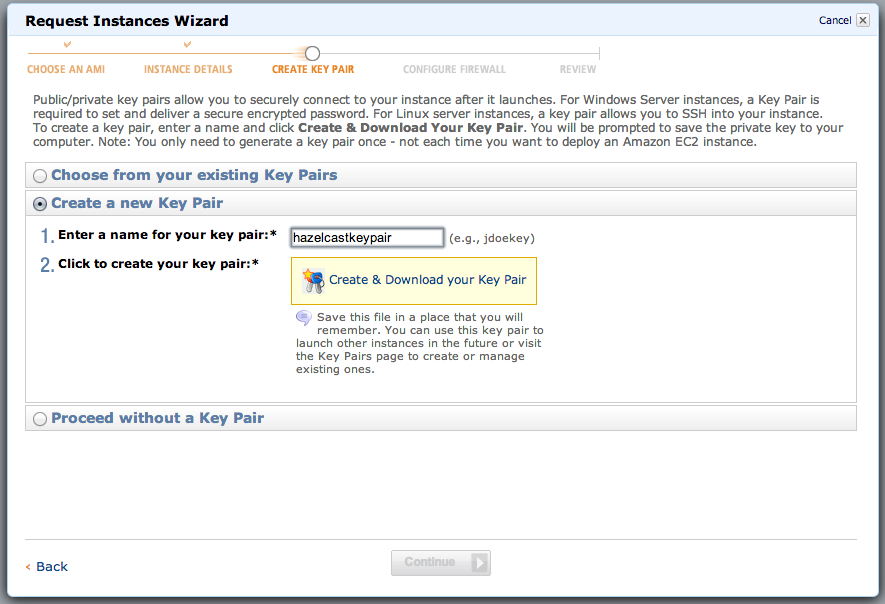 Request Instances Wizard
Cancel
CHOOSE AN AMI INSTANCE DETAILS CREATE KEY PAIR CONFIGURE FIREWALL REVIEW
Public/private key pairs allow you to securely connect to your instance after it launches. For Windows Server instances, a Key Pair is
required to set and deliver a secure encrypted password. For Linux server instances, a key pair allows you to SSH into your instance.
To create a key pair, enter a name and click Create & Download Your Key Pair. You will be prompted to save the private key to your
computer. Note: You only need to generate a key pair once - not each time you want to deploy an Amazon EC2 instance.
Choose from your existing Key Pairs
Create a new Key Pair
1. Enter a name for your key pair:* hazelcastkeypair (e.g., jdoekey)
2. Click to create your key pair:*
Create & Download your Key Pair
Save this file in a place that you will
remember. You can use this key pair to
launch other instances in the future or visit
the Key Pairs page to create or manage
existing ones.
Proceed without a Key Pair
‹ Back
Continue